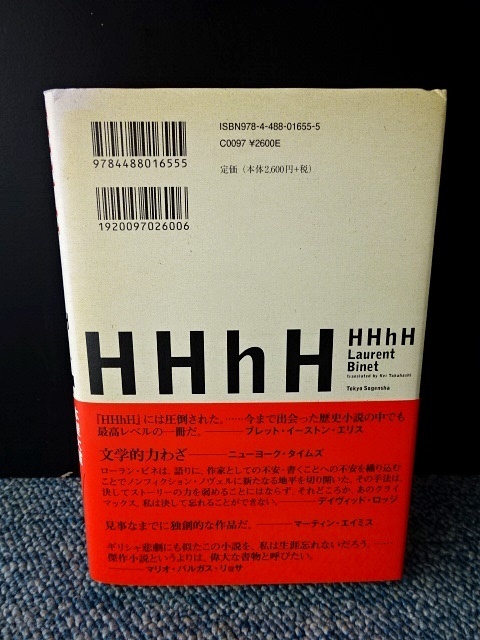 ISBN978-4-488-01655-5
C0097 ¥2600E
9784488016555
定価（本体2,600円+税）
1920097026006
HHhH
HHhH
Laurent
Binet
translated by Kei Takahashi
Tokyo Sogensha
『HHhH』には圧倒された。……今まで出会った歴史小説の中でも
最高レベルの一冊だ。――ブレット・イーストン・エリス
文学的力わざ――ニューヨーク・タイムズ
ローラン・ビネは、語りに、作家としての不安・書くことへの不安を織り込む
ことでノンフィクション・ノヴェルに新たなる地平を切り開いた。その手法は、
決してストーリーの力を弱めることにはならず、それどころか、あのクライ
マックス、私は決して忘れることができない。――デイヴィッド・ロッジ
見事なまでに独創的な作品だ。――マーティン・エイミス
ギリシャ悲劇にも似たこの小説を、私は生涯忘れないだろう。……
傑作小説というよりは、偉大な書物と呼びたい。
――マリオ・バルガス・リョサ